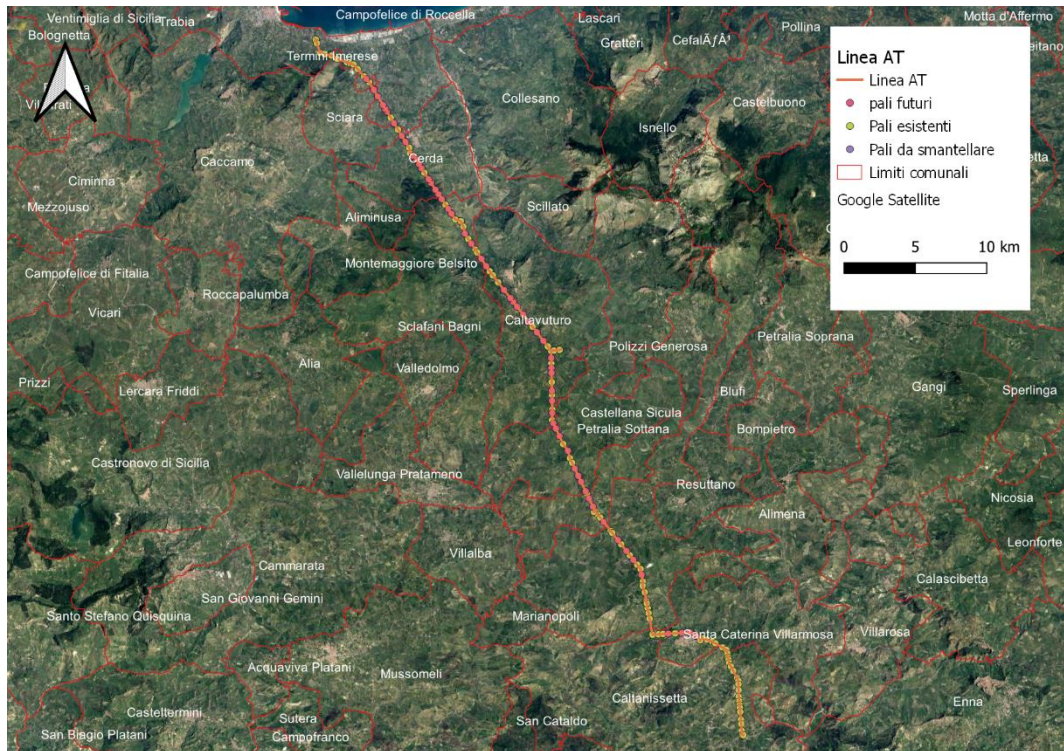 Ventimiglia di Sicilia
Trabia
Campofelice di Roccella
Lascari
Pollina
Motta d'Affermo
Bolognetta
Termini Imerese
Gratteri
CefalÄƒÂ¹
Sciara
Collesano
Castelbuono
Isnello
Caccamo
Cerda
Ciminna
Mezzojuso
Aliminusa
Scillato
Campofelice di Fitalia
Montemaggiore Belsito
Roccapalumba
Vicari
Sclafani Bagni
Caltavuturo
Petralia Soprana
Polizzi Generosa
Alia
Valledolmo
Prizzi
Lercara Friddi
Blufi
Gangi
Sperlinga
Castellana Sicula
Petralia Sottana
Bompietro
Castronovo di Sicilia
Vallelunga Pratameno
Resuttano
Nicosia
Alimena
Leonforte
Villalba
Cammarata
Calascibetta
San Giovanni Gemini
Santo Stefano Quisquina
Marianopoli
Santa Caterina Villarmosa
Villarosa
Acquaviva Platani
Mussomeli
Caltanissetta
Enna
Casteltermini
Sutera
San Cataldo
San Biagio Platani
Campofranco
Linea AT
Linea AT
pali futuri
Pali esistenti
Pali da smantellare
Limiti comunali
Google Satellite
0 5 10 km